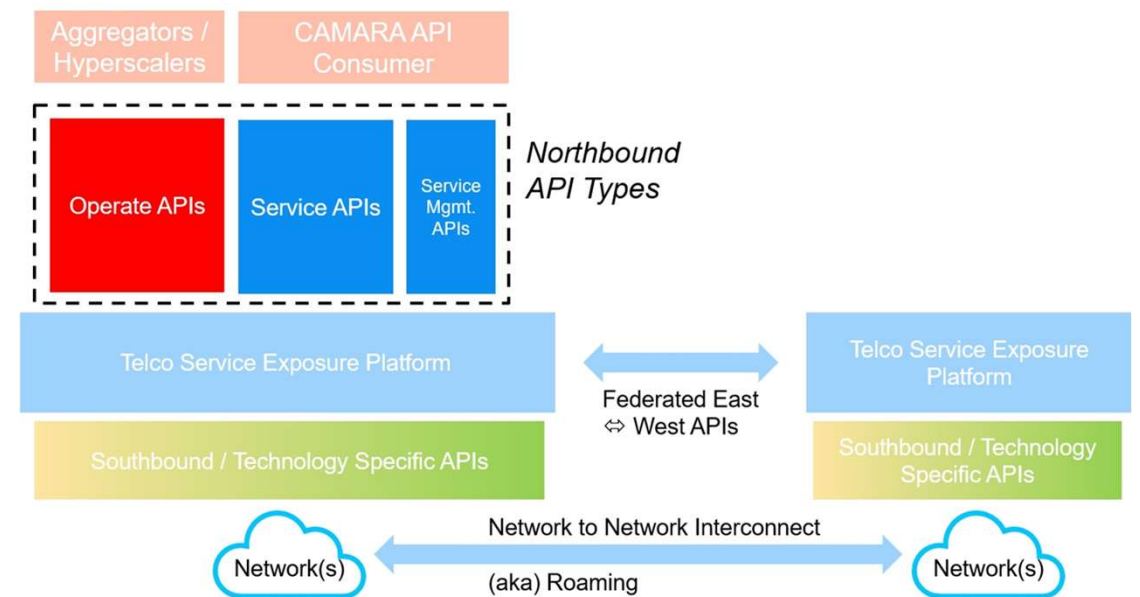 Aggregators /
Hyperscalers
CAMARA API
Consumer
Operate APIs
Service APIs
Service
Mgmt.
APIs
Northbound
API Types
Telco Service Exposure Platform
Federated East
⇔ West APIs
Telco Service Exposure
Platform
Southbound / Technology Specific APIs
Southbound / Technology
Specific APIs
Network(s)
Network to Network Interconnect
(aka) Roaming
Network(s)